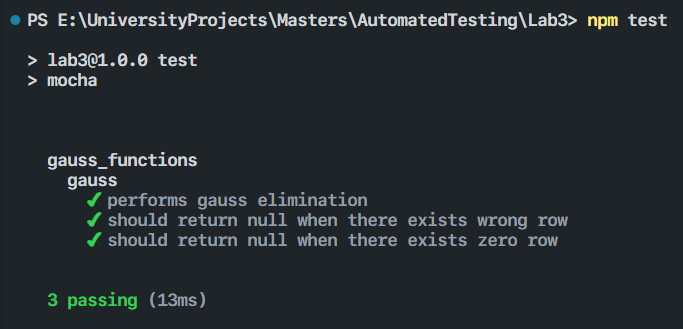 PS E:\UniversityProjects\Masters\AutomatedTesting\Lab3> npm test
> lab3@1.0.0 test
> mocha
gauss_functions
gauss
✔ performs gauss elimination
✔ should return null when there exists wrong row
✔ should return null when there exists zero row
3 passing (13ms)